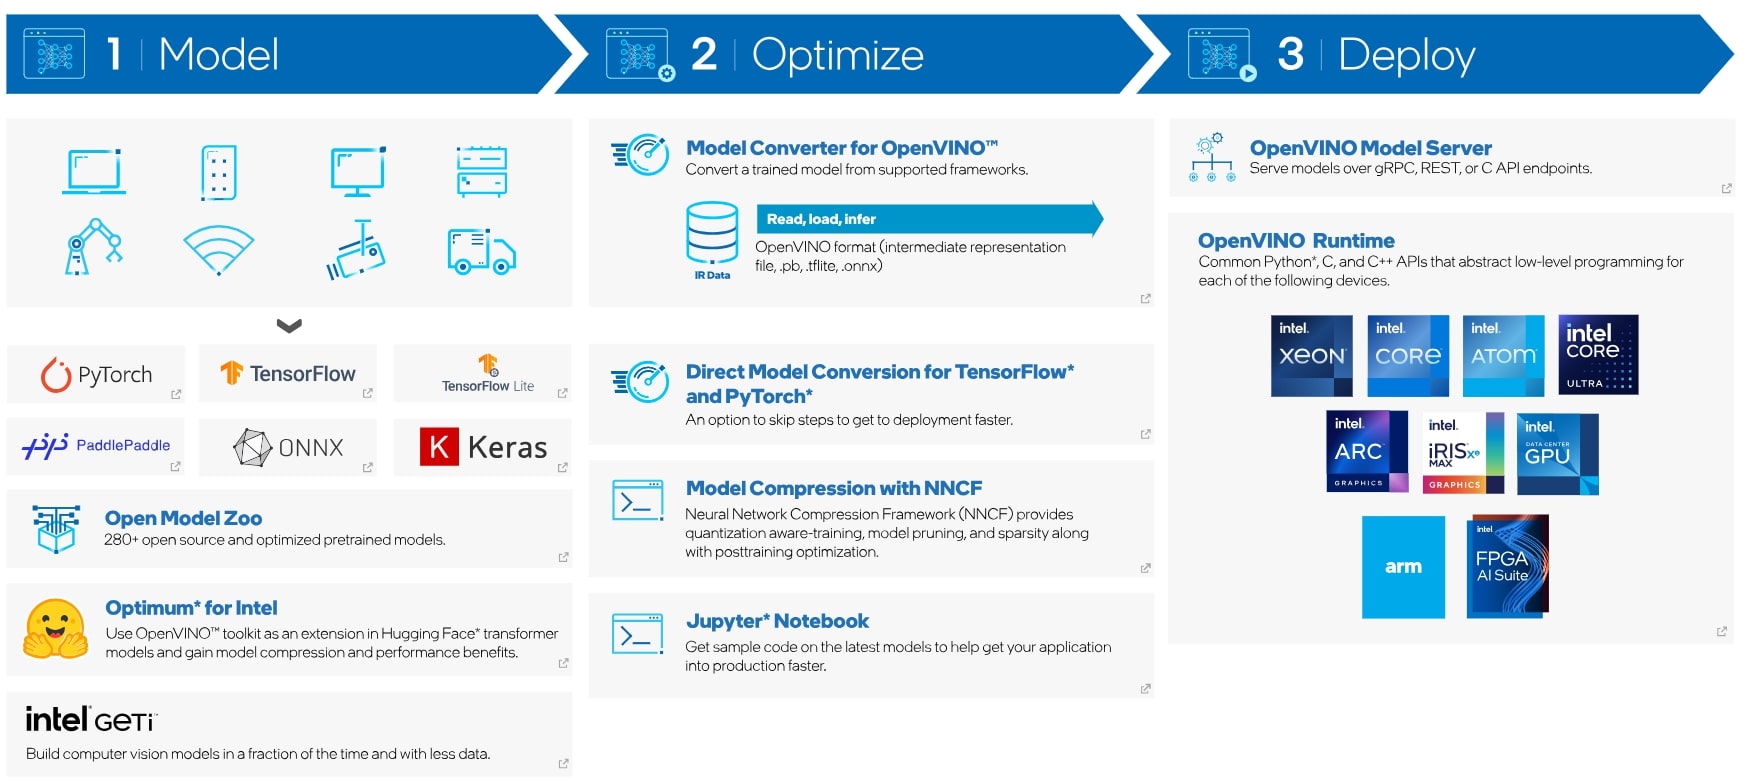 1 | Model
2 | Optimize
3 | Deploy
PyTorch
TensorFlow
TensorFlow Lite
PaddlePaddle
ONNX
K Keras
Open Model Zoo
280+ open source and optimized pretrained models.
Optimum* for Intel
Use OpenVINO™ toolkit as an extension in Hugging Face* transformer
models and gain model compression and performance benefits.
intel® GETi™
Build computer vision models in a fraction of the time and with less data.
Model Converter for OpenVINO™
Convert a trained model from supported frameworks.
IR Data
Read, load, infer
OpenVINO format (intermediate representation
file, .pb, .tflite, .onnx)
Direct Model Conversion for TensorFlow*
and PyTorch*
An option to skip steps to get to deployment faster.
Model Compression with NNCF
Neural Network Compression Framework (NNCF) provides
quantization aware-training, model pruning, and sparsity along
with posttraining optimization.
Jupyter* Notebook
Get sample code on the latest models to help get your application
into production faster.
OpenVINO Model Server
Serve models over gRPC, REST, or C API endpoints.
OpenVINO Runtime
Common Python*, C, and C++ APIs that abstract low-level programming for
each of the following devices.
intel.
XEON
intel.
CORE
intel.
ATOM
intel
CORE
ULTRA
intel.
ARC
GRAPHICS
intel.
iRIS Xe
MAX
GRAPHICS
intel.
DATA CENTER
GPU
arm
intel
FPGA
AI Suite